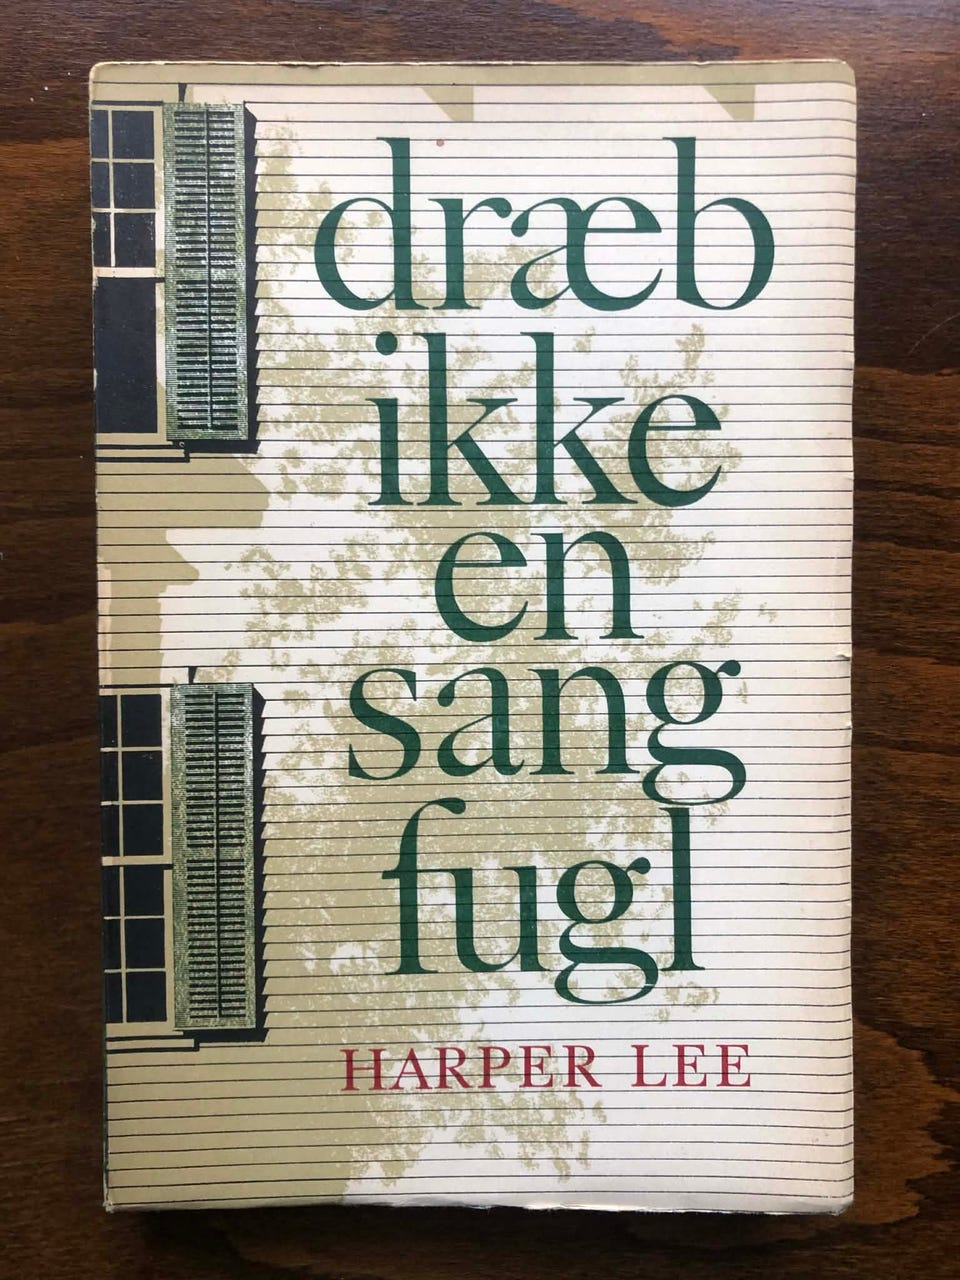 dræb
ikke
en
sang
fugl
HARPER LEE